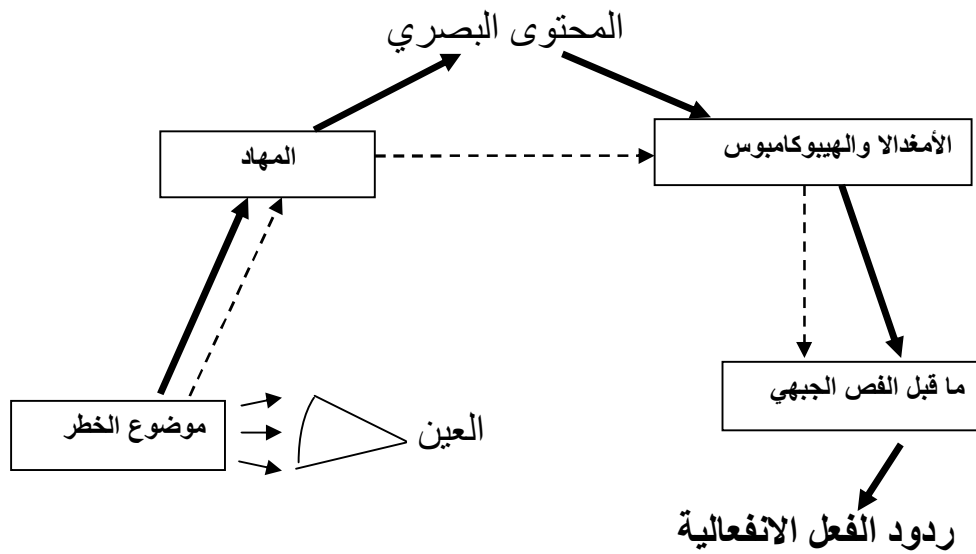 المحتوى البصري
الأمغدالا والهيبوكامبوس
المهاد
ما قبل الفص الجبهي
موضوع الخطر
العين
ردود الفعل الانفعالية